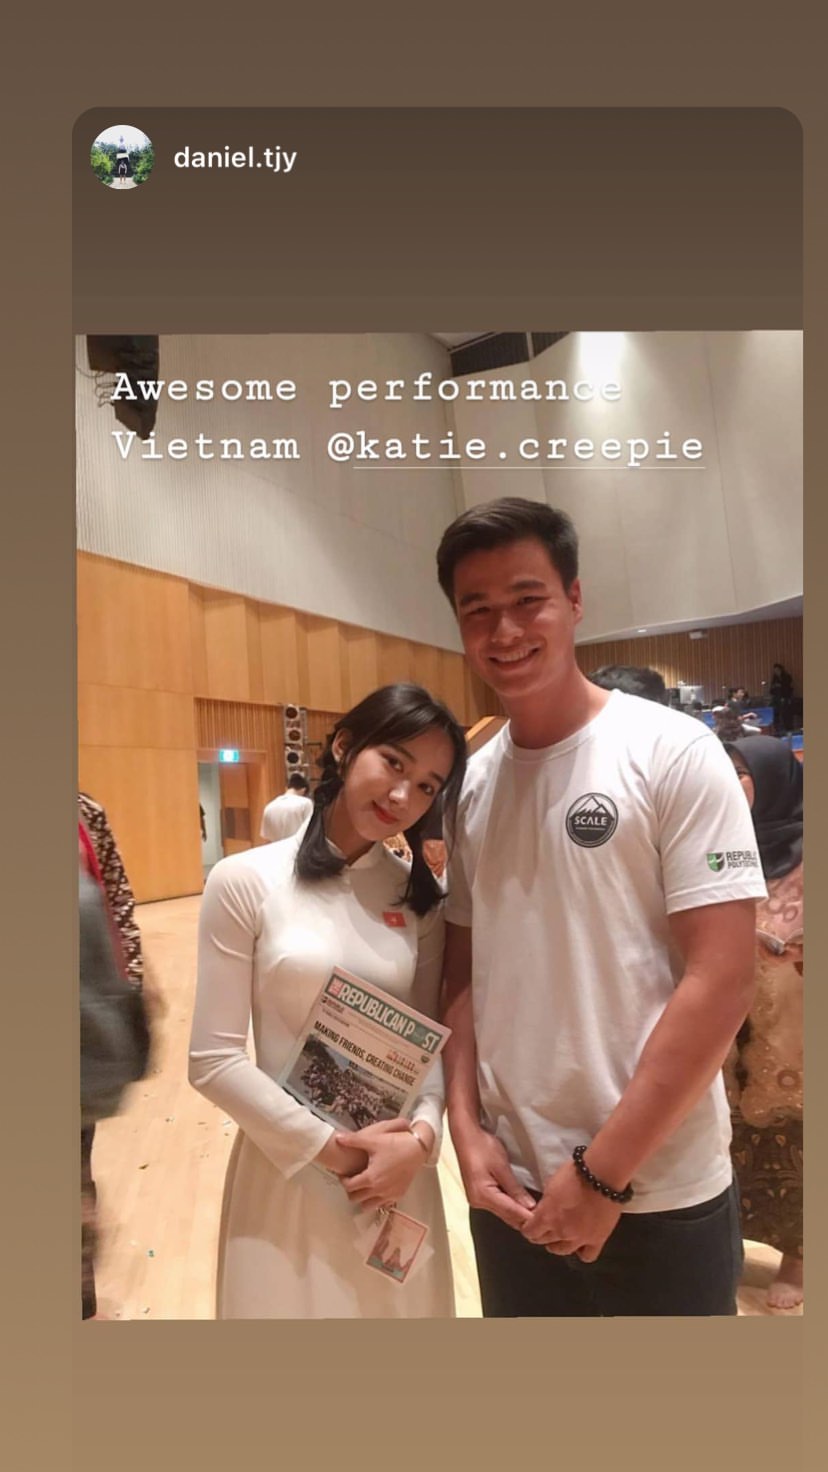 daniel.tjy
Awesome performance
Vietnam @katie.creepie
SCALE
REPUBLIC
POLYTECHNIC
REPUBLICAN POST
MAKING FRIENDS, CREATING CHANGE